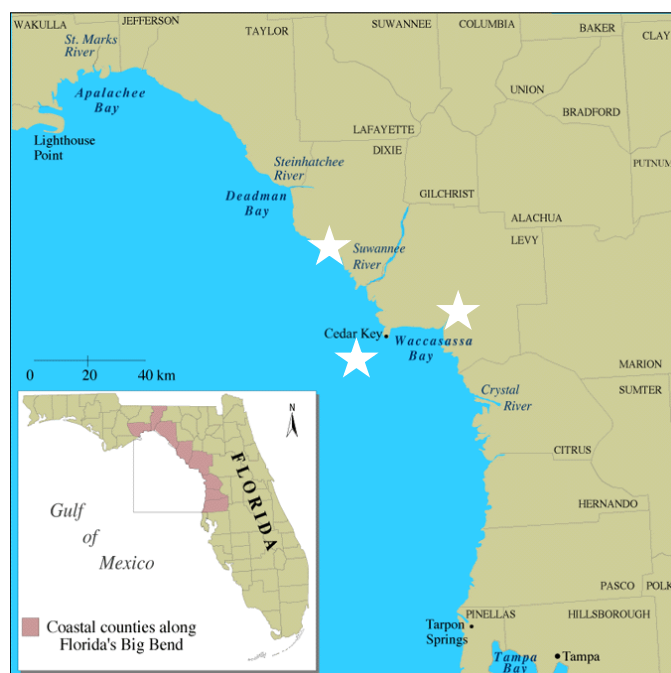 WAKULLA
JEFFERSON
TAYLOR
SUWANNEE
COLUMBIA
BAKER
CLAY
St. Marks
River
Apalachee
Bay
UNION
BRADFORD
Lighthouse
Point
LAFAYETTE
DIXIE
PUTNUM
Steinhatchee
River
Deadman
Bay
GILCHRIST
ALACHUA
LEVY
Suwannee
River
Cedar Key
Waccasassa
Bay
0 20 40 km
MARION
SUMTER
Crystal
River
CITRUS
HERNANDO
PASCO
POLK
PINELLAS
HILLSBOROUGH
Tarpon
Springs
Tampa
Bay
Tampa
N
FLORIDA
Gulf
of
Mexico
Coastal counties along
Florida's Big Bend